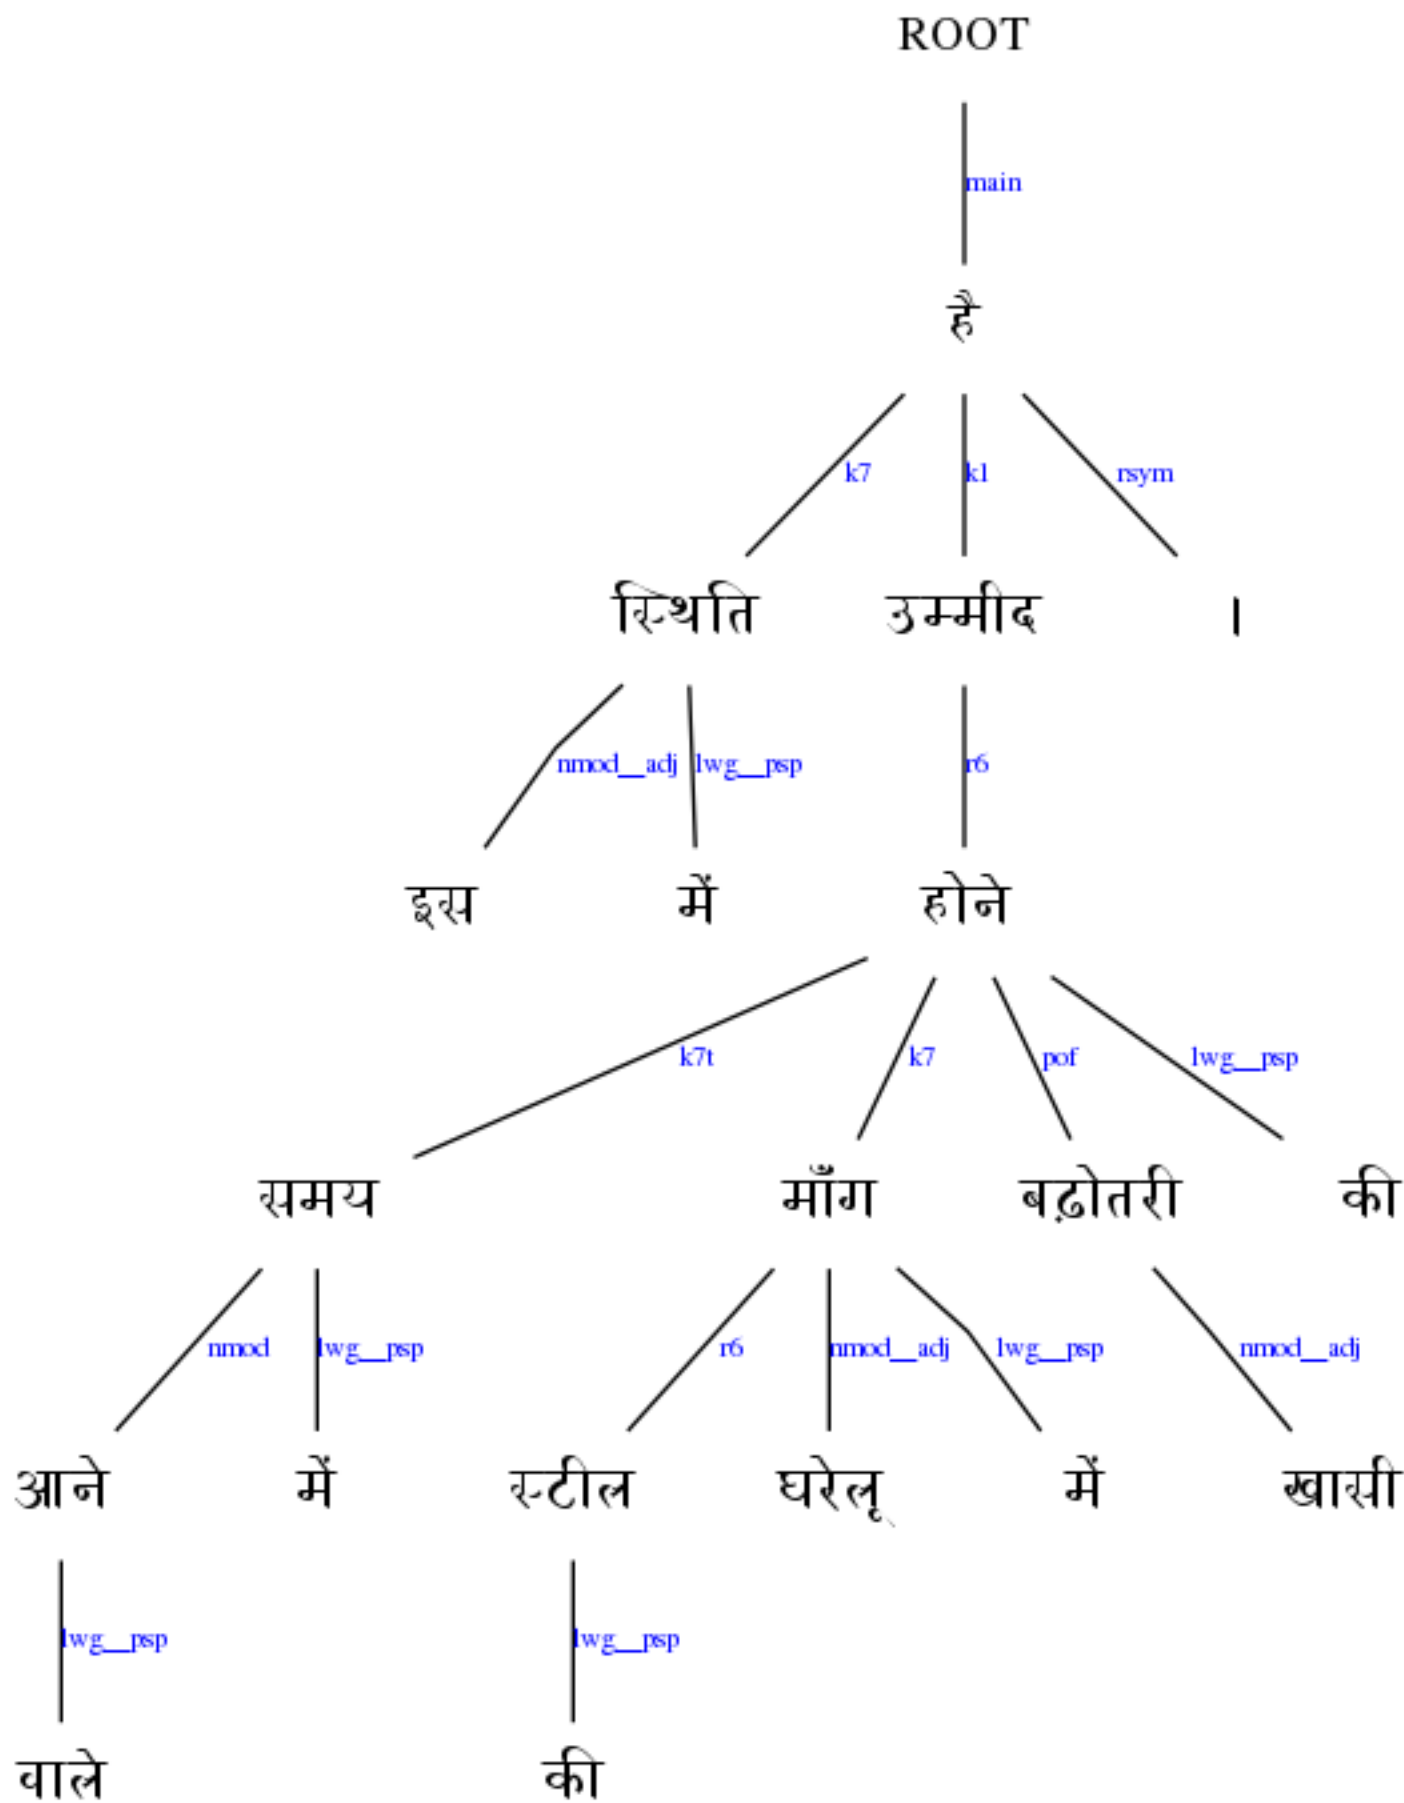 ROOT
main
है
k7 k1 rsym
स्थिति उम्मीद ।
nmod__adj lwg__psp r6
इस में होने
k7t k7 pof lwg__psp
समय माँग बढ़ोतरी की
nmod lwg__psp r6 nmod__adj lwg__psp nmod__adj
आने में स्टील घरेलू में खासी
lwg__psp lwg__psp
वाले की